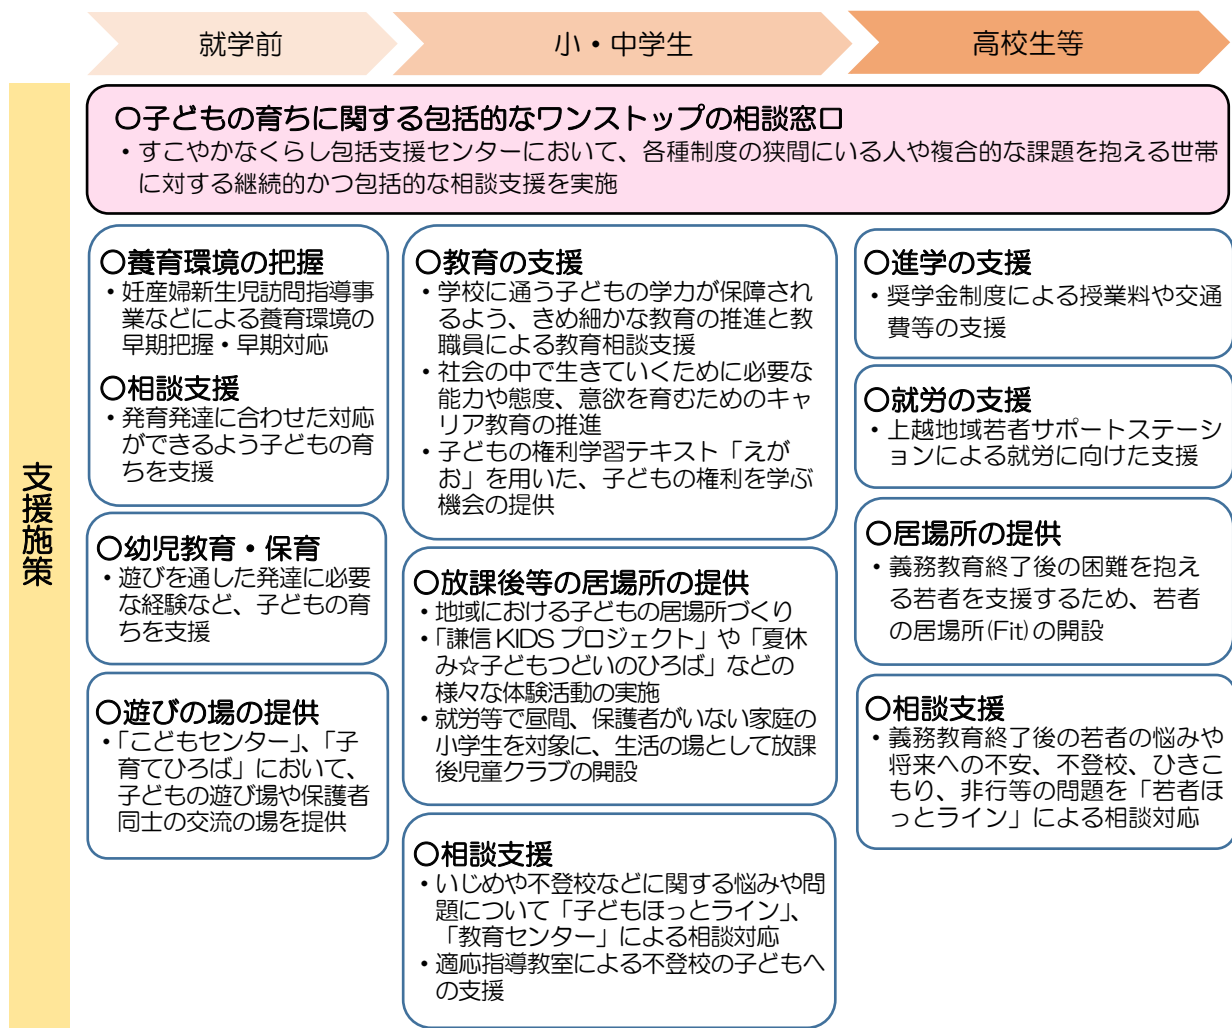 就学前
小・中学生
高校生等
支援施策
〇子どもの育ちに関する包括的なワンストップの相談窓口
・すこやかなくらし包括支援センターにおいて、各種制度の狭間にいる人や複合的な課題を抱える世帯
に対する継続的かつ包括的な相談支援を実施
〇養育環境の把握
・妊産婦新生児訪問指導事
業などによる養育環境の
早期把握・早期対応
〇相談支援
・発育発達に合わせた対応
ができるよう子どもの育
ちを支援
〇幼児教育・保育
・遊びを通した発達に必要
な経験など、子どもの育
ちを支援
〇遊びの場の提供
・「こどもセンター」、「子
育てひろば」において、
子どもの遊び場や保護者
同士の交流の場を提供
〇教育の支援
・学校に通う子どもの学力が保障され
るよう、きめ細かな教育の推進と教
職員による教育相談支援
・社会の中で生きていくために必要な
能力や態度、意欲を育むためのキャ
リア教育の推進
・子どもの権利学習テキスト「えが
お」を用いた、子どもの権利を学ぶ
機会の提供
〇放課後等の居場所の提供
・地域における子どもの居場所づくり
・「謙信KIDSプロジェクト」や「夏休
み☆子どもつどいのひろば」などの
様々な体験活動の実施
・就労等で昼間、保護者がいない家庭の
小学生を対象に、生活の場として放課
後児童クラブの開設
〇相談支援
・いじめや不登校などに関する悩みや問
題について「子どもほっとライン」、
「教育センター」による相談対応
・適応指導教室による不登校の子どもへ
の支援
〇進学の支援
・奨学金制度による授業料や交通
費等の支援
〇就労の支援
・上越地域若者サポートステーシ
ョンによる就労に向けた支援
〇居場所の提供
・義務教育終了後の困難を抱え
る若者を支援するため、若者
の居場所(Fit)の開設
〇相談支援
・義務教育終了後の若者の悩みや
将来への不安、不登校、ひきこ
もり、非行等の問題を「若者ほ
っとライン」による相談対応